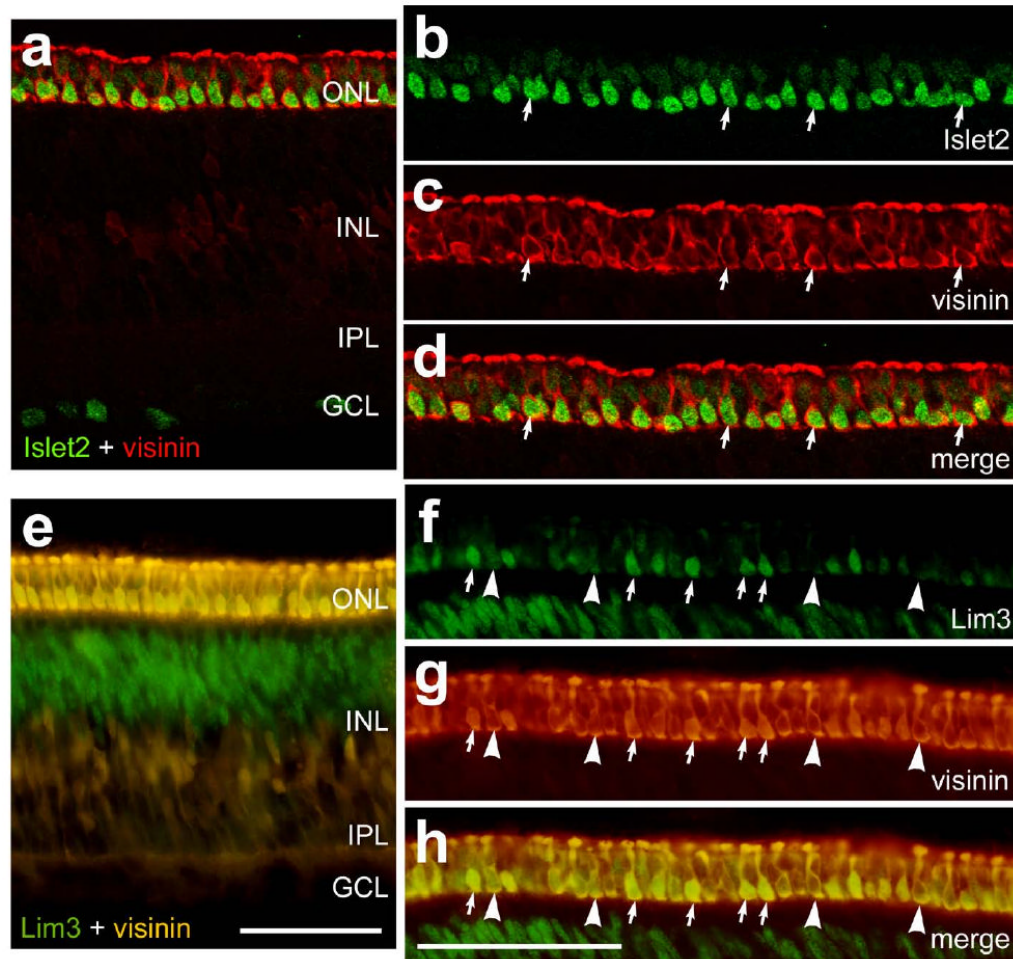 a
ONL
INL
IPL
GCL
Islet2 + visinin
b
Islet2
c
visinin
d
merge
e
ONL
INL
IPL
GCL
Lim3 + visinin
f
Lim3
g
visinin
h
merge